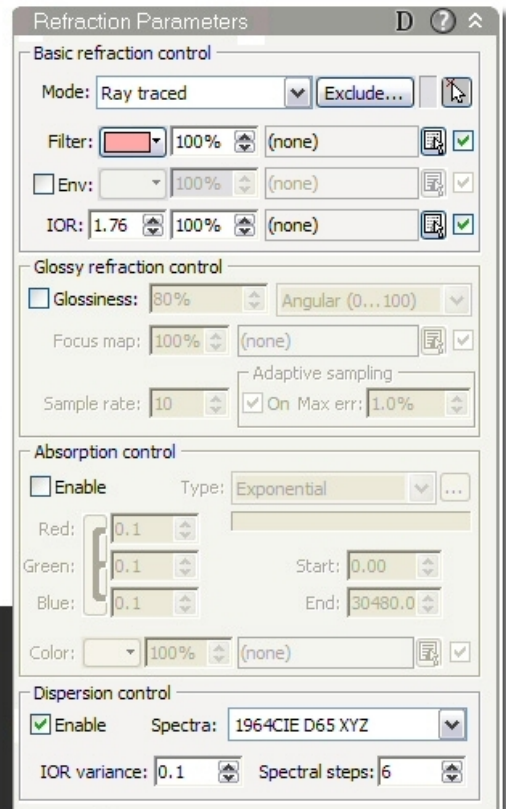 Refraction Parameters D ?
Basic refraction control
Mode: Ray traced Exclude...
Filter: 100% (none)
Env: 100% (none)
IOR: 1.76 100% (none)
Glossy refraction control
Glossiness: 80% Angular (0...100)
Focus map: 100% (none)
Adaptive sampling
Sample rate: 10 On Max err: 1.0%
Absorption control
Enable Type: Exponential ...
Red: 0.1
Green: 0.1 Start: 0.00
Blue: 0.1 End: 30480.0
Color: 100% (none)
Dispersion control
Enable Spectra: 1964CIE D65 XYZ
IOR variance: 0.1 Spectral steps: 6